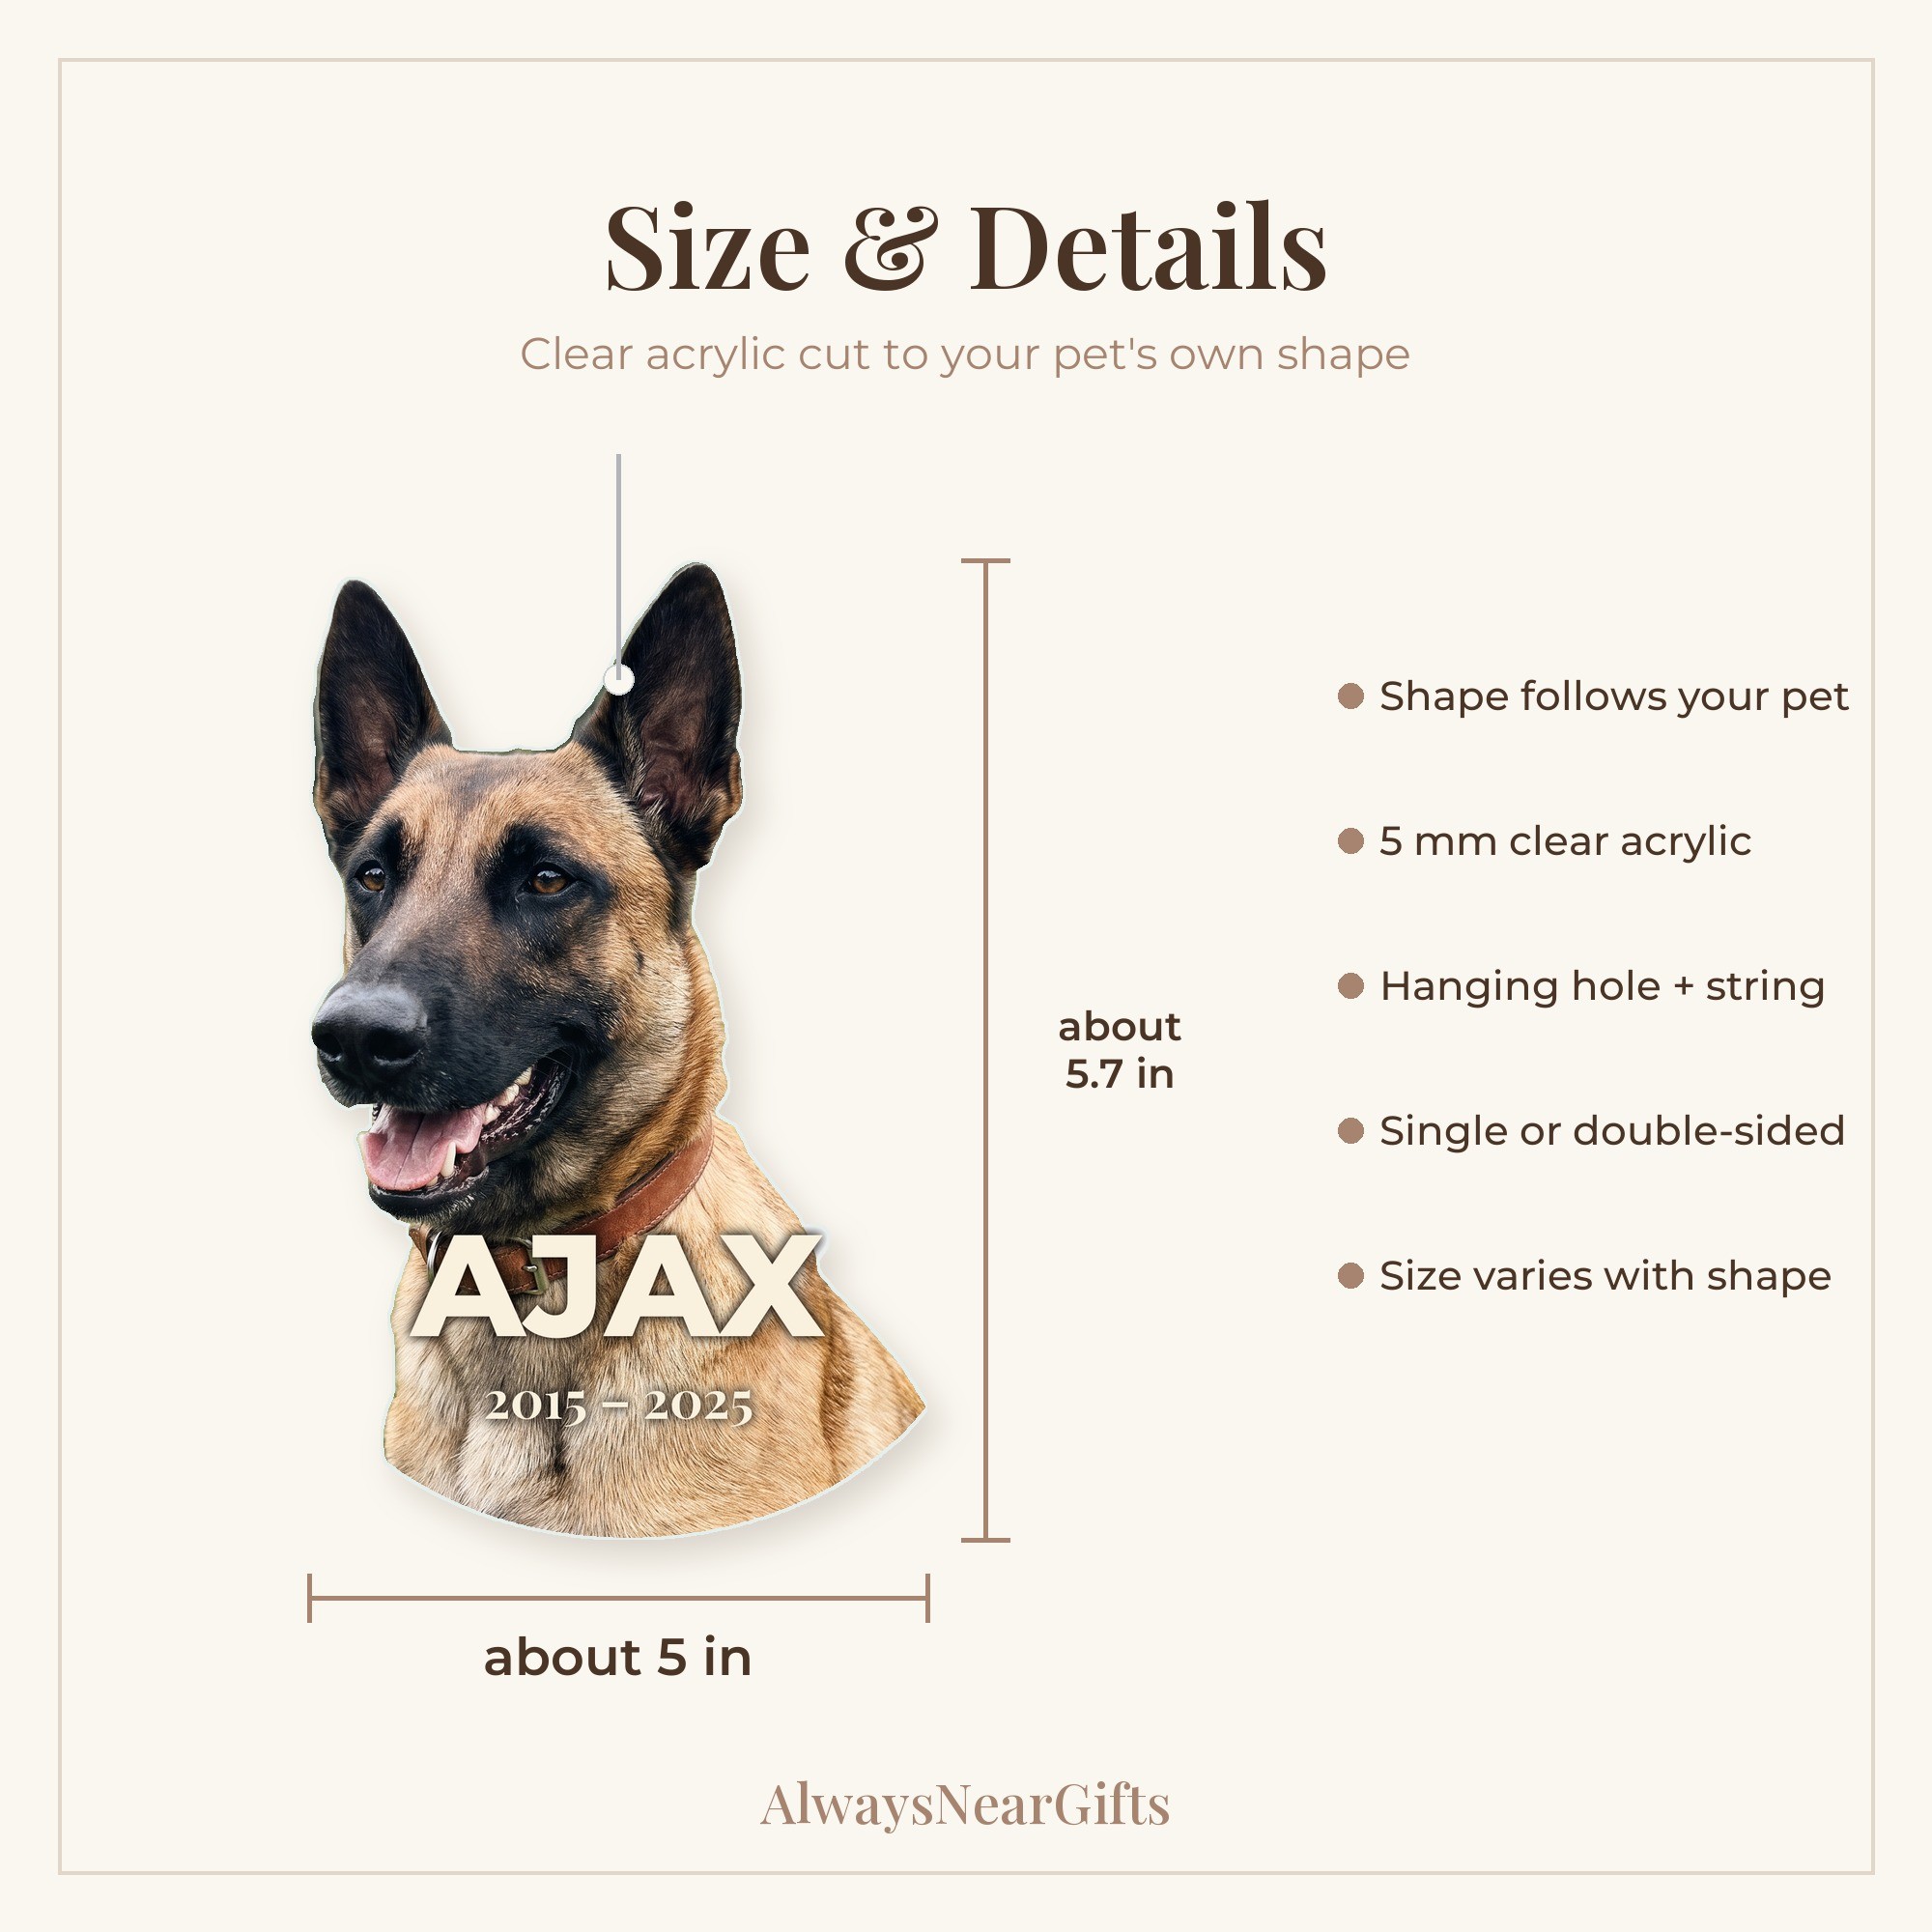 Size & Details
Clear acrylic cut to your pet's own shape
Shape follows your pet
5 mm clear acrylic
Hanging hole + string
about
5.7 in
Single or double-sided
AJAX
Size varies with shape
2015 – 2025
about 5 in
AlwaysNearGifts